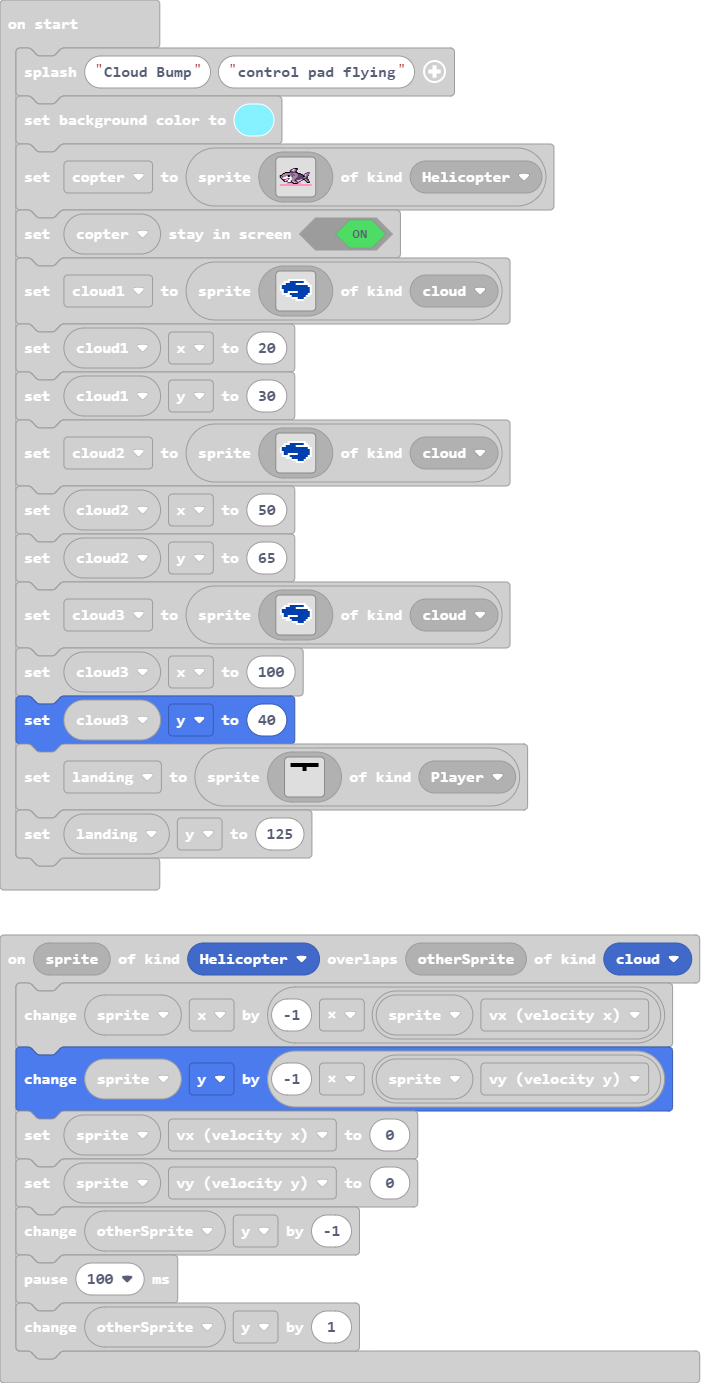 on start
splash "Cloud Bump" "control pad flying"
set background color to
set copter to sprite of kind Helicopter
set copter stay in screen ON
set cloud1 to sprite of kind cloud
set cloud1 x to 20
set cloud1 y to 30
set cloud2 to sprite of kind cloud
set cloud2 x to 50
set cloud2 y to 65
set cloud3 to sprite of kind cloud
set cloud3 x to 100
set cloud3 y to 40
set landing to sprite of kind Player
set landing y to 125
on sprite of kind Helicopter overlaps otherSprite of kind cloud
change sprite x by -1 × sprite vx (velocity x)
change sprite y by -1 × sprite vy (velocity y)
set sprite vx (velocity x) to 0
set sprite vy (velocity y) to 0
change otherSprite y by -1
pause 100 ms
change otherSprite y by 1